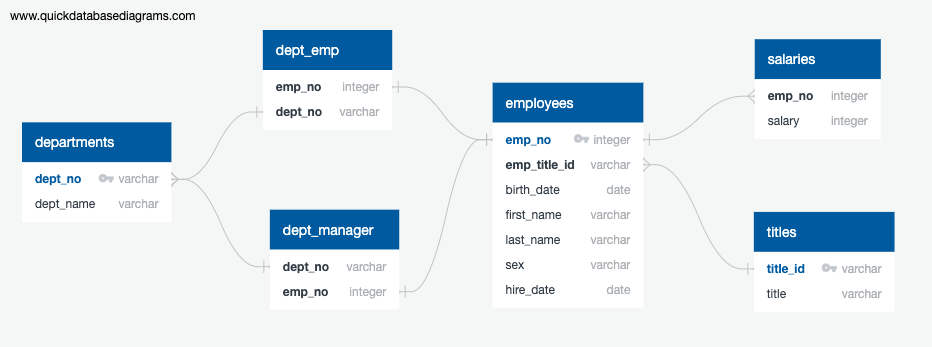 www.quickdatabasediagrams.com
departments
dept_no varchar
dept_name varchar
dept_emp
emp_no integer
dept_no varchar
dept_manager
dept_no varchar
emp_no integer
employees
emp_no integer
emp_title_id varchar
birth_date date
first_name varchar
last_name varchar
sex varchar
hire_date date
salaries
emp_no integer
salary integer
titles
title_id varchar
title varchar